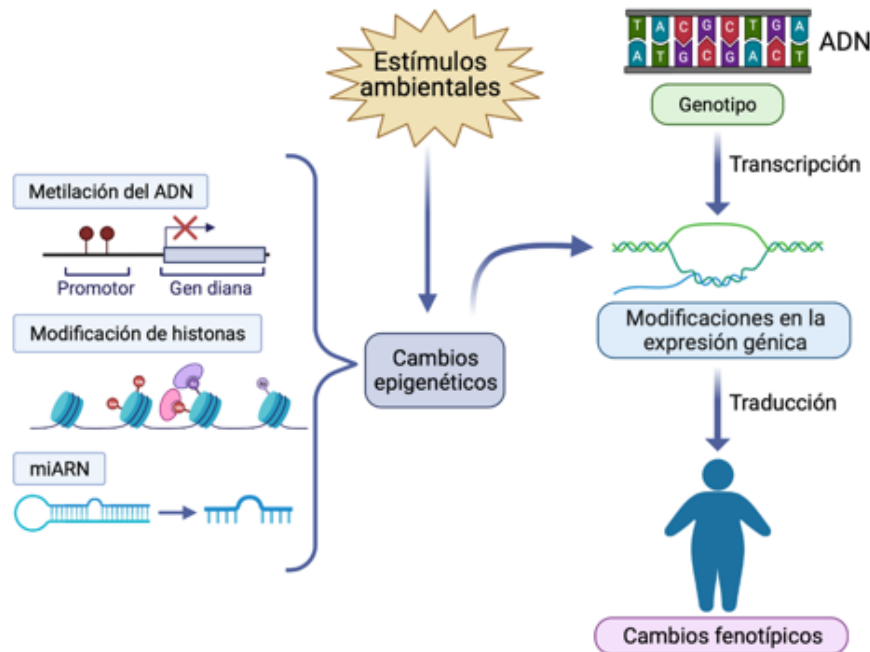 Estímulos
ambientales
T A C G C T G A
A T G C G A C T
ADN
Genotipo
Transcripción
Metilación del ADN
Promotor
Gen diana
Modificación de histonas
miARN
Cambios
epigenéticos
Modificaciones en la
expresión génica
Traducción
Cambios fenotípicos